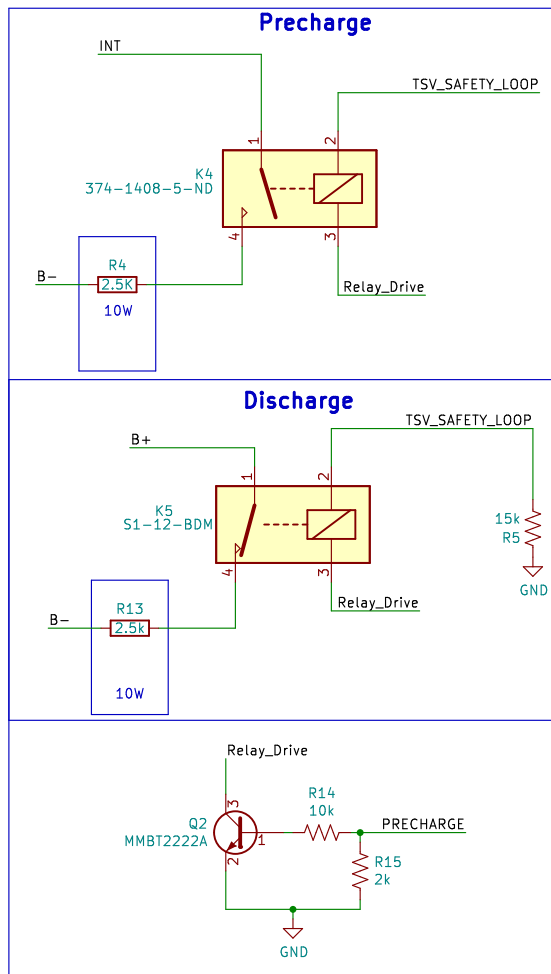 Precharge
INT
TSV_SAFETY_LOOP
1
2
K4
374-1408-5-ND
4
3
R4
B-
2.5K
10W
Relay_Drive
Discharge
TSV_SAFETY_LOOP
B+
1
2
K5
S1-12-BDM
15k
R5
4
3
GND
Relay_Drive
R13
B-
2.5k
10W
Relay_Drive
3
R14
10k
Q2
MMBT2222A
1
PRECHARGE
2
R15
2k
GND